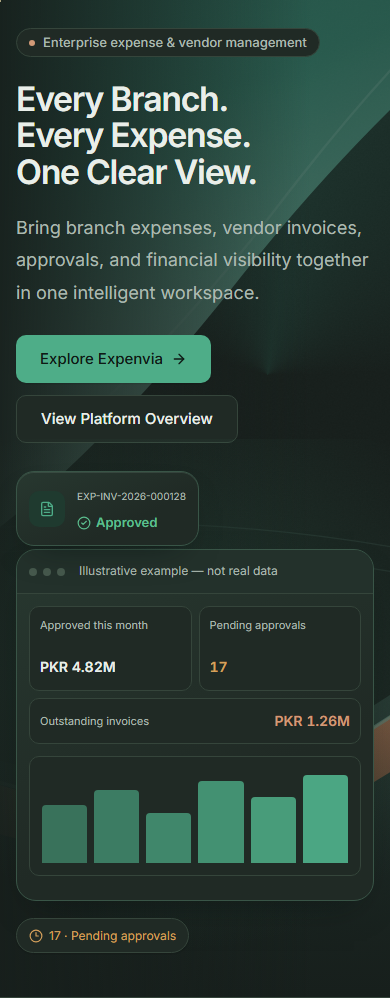 Enterprise expense & vendor management
Every Branch.
Every Expense.
One Clear View.
Bring branch expenses, vendor invoices,
approvals, and financial visibility together
in one intelligent workspace.
Explore Expenvia →
View Platform Overview
EXP-INV-2026-000128
Approved
Illustrative example — not real data
Approved this month
PKR 4.82M
Pending approvals
17
Outstanding invoices
PKR 1.26M
17 · Pending approvals